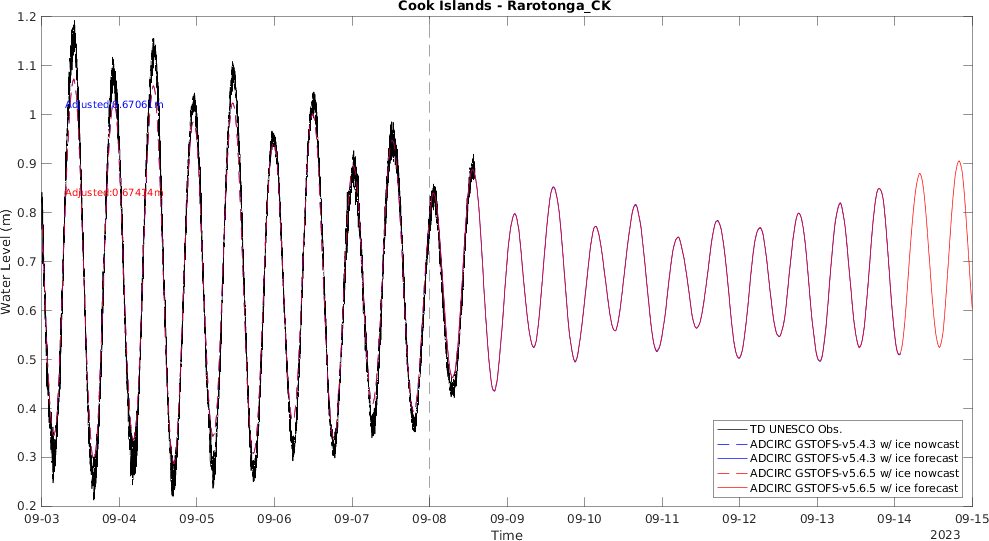 Cook Islands - Rarotonga_CK
1.2
1.1
1
0.9
0.8
0.7
0.6
0.5
0.4
0.3
0.2
Water Level (m)
Adjusted:0.67414m
TD UNESCO Obs.
ADCIRC GSTOFS-v5.4.3 w/ ice nowcast
ADCIRC GSTOFS-v5.4.3 w/ ice forecast
ADCIRC GSTOFS-v5.6.5 w/ ice nowcast
ADCIRC GSTOFS-v5.6.5 w/ ice forecast
09-03 09-04 09-05 09-06 09-07 09-08 09-09 09-10 09-11 09-12 09-13 09-14 09-15
Time
2023